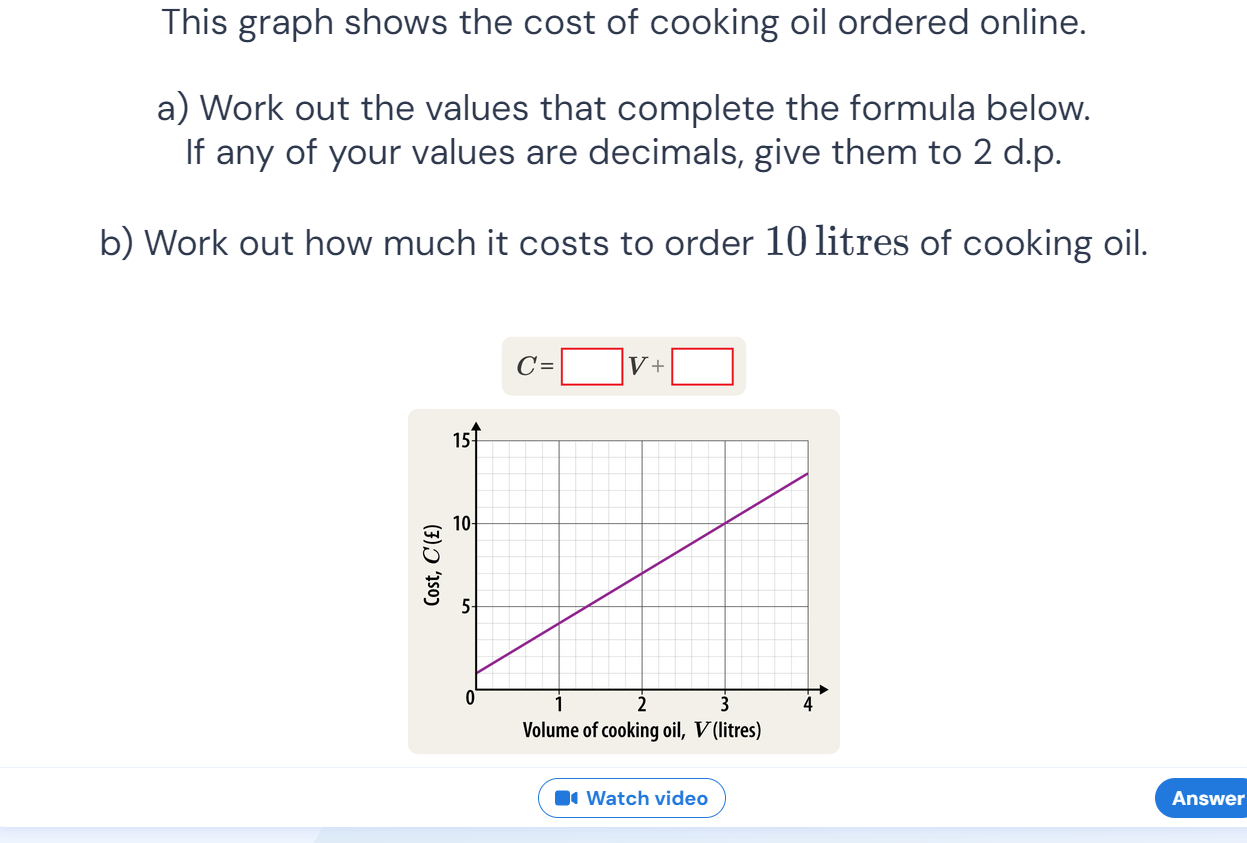 This graph shows the cost of cooking oil ordered online.
a) Work out the values that complete the formula below.
If any of your values are decimals, give them to 2 d.p.
b) Work out how much it costs to order 10 litres of cooking oil.
C = V +
15
10
5
0
1 2 3 4
Cost, C (£)
Volume of cooking oil, V (litres)
Watch video
Answer